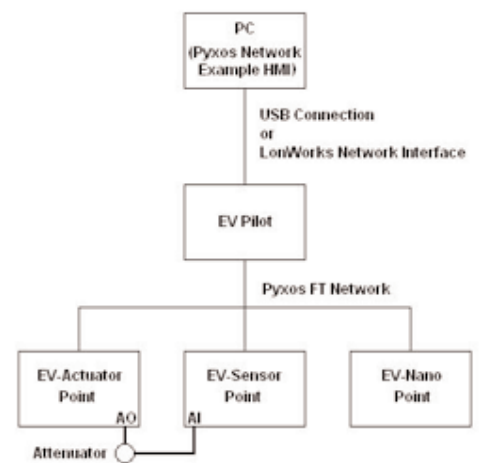 PC
(Pyxos Network
Example HMI)
USB Connection
or
LonWorks Network Interface
EV Pilot
Pyxos FT Network
EV-Actuator
Point
AO
EV-Sensor
Point
AI
EV-Nano
Point
Attenuator